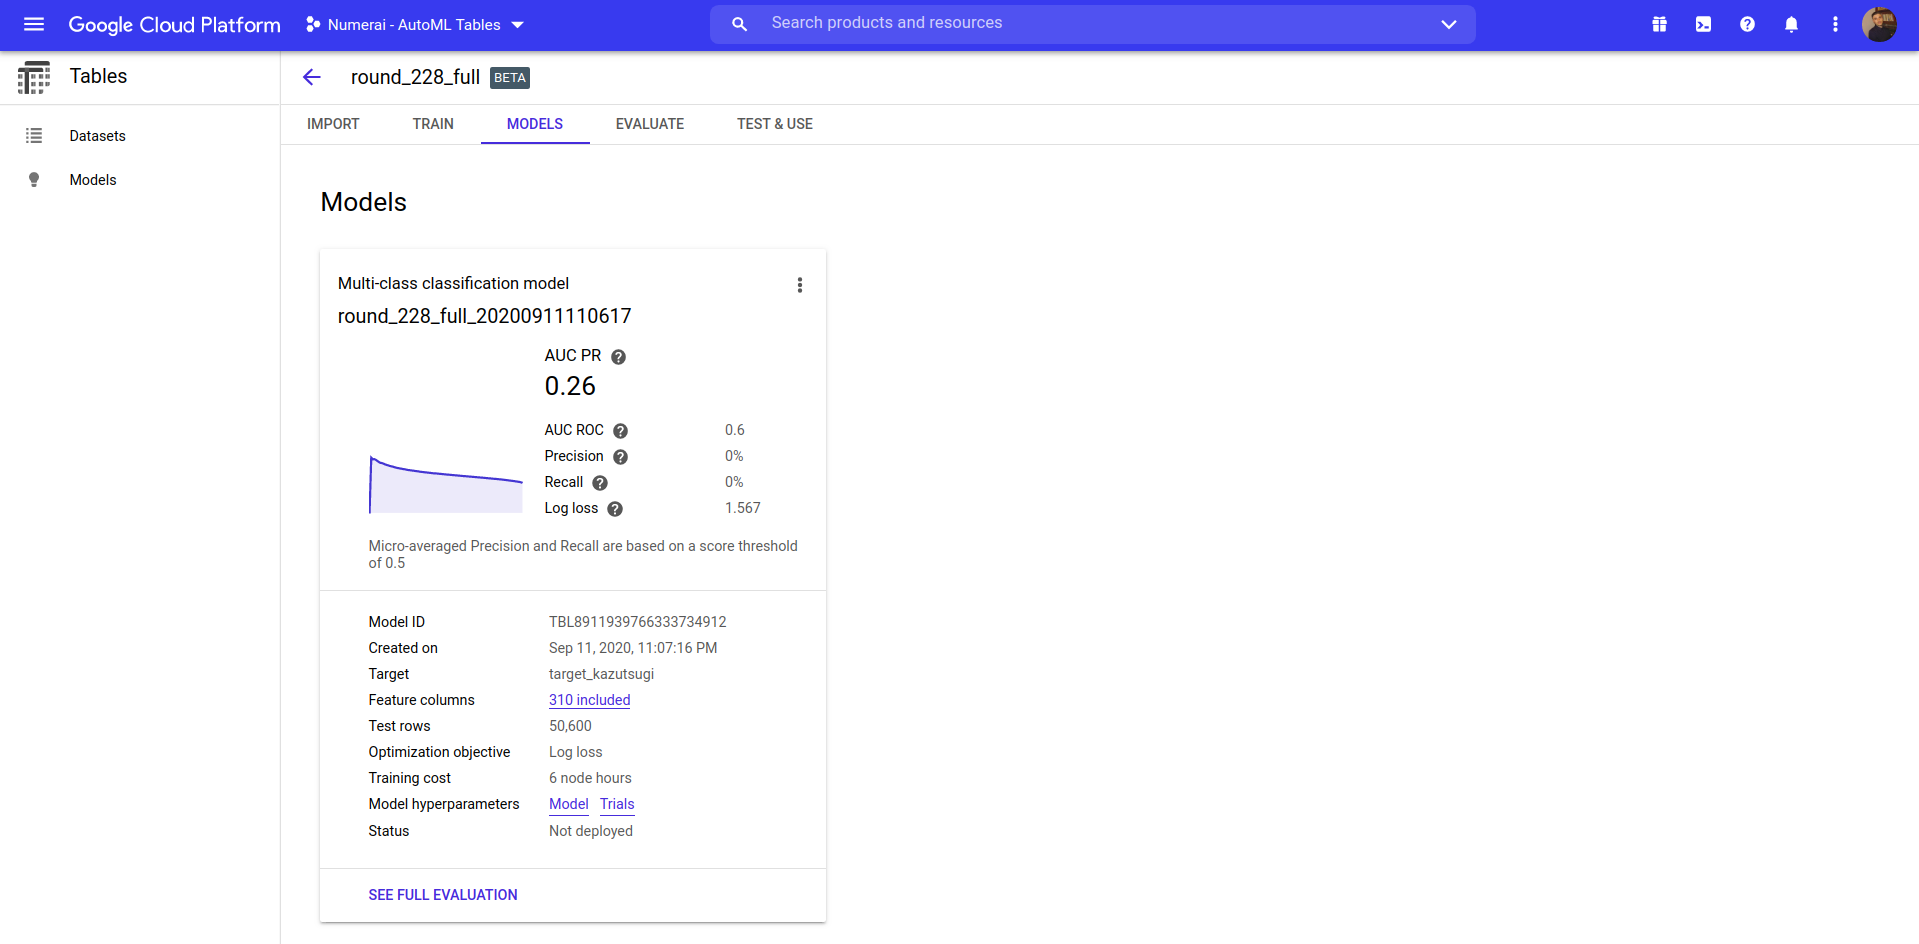 Google Cloud Platform
Numerai - AutoML Tables
Search products and resources
Tables
round_228_full BETA
Datasets
Models
IMPORT TRAIN MODELS EVALUATE TEST & USE
Models
Multi-class classification model
round_228_full_20200911110617
AUC PR
0.26
AUC ROC 0.6
Precision 0%
Recall 0%
Log loss 1.567
Micro-averaged Precision and Recall are based on a score threshold
of 0.5
Model ID TBL8911939766333734912
Created on Sep 11, 2020, 11:07:16 PM
Target target_kazutsugi
Feature columns 310 included
Test rows 50,600
Optimization objective Log loss
Training cost 6 node hours
Model hyperparameters Model Trials
Status Not deployed
SEE FULL EVALUATION